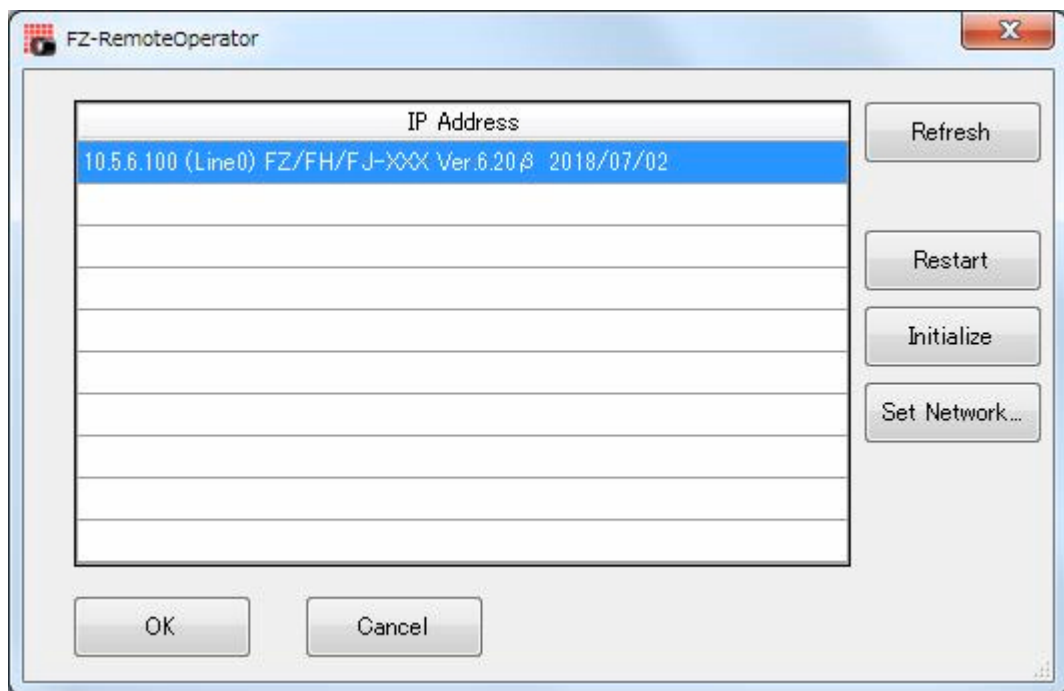 FZ-RemoteOperator
IP Address
10.5.6.100 (Line0) FZ/FH/FJ-XXX Ver.6.20β 2018/07/02
Refresh
Restart
Initialize
Set Network...
OK
Cancel